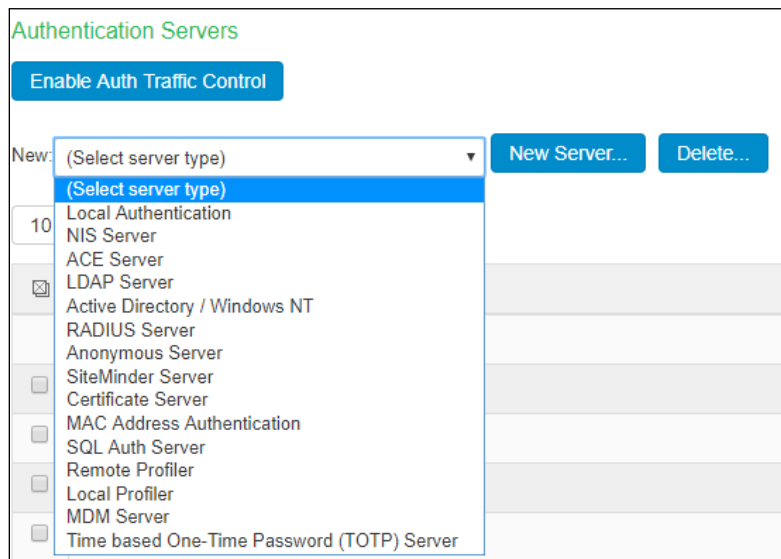 Authentication Servers
Enable Auth Traffic Control
New: (Select server type) New Server... Delete...
(Select server type)
Local Authentication
10
NIS Server
ACE Server
LDAP Server
Active Directory / Windows NT
RADIUS Server
Anonymous Server
SiteMinder Server
Certificate Server
MAC Address Authentication
SQL Auth Server
Remote Profiler
Local Profiler
MDM Server
Time based One-Time Password (TOTP) Server